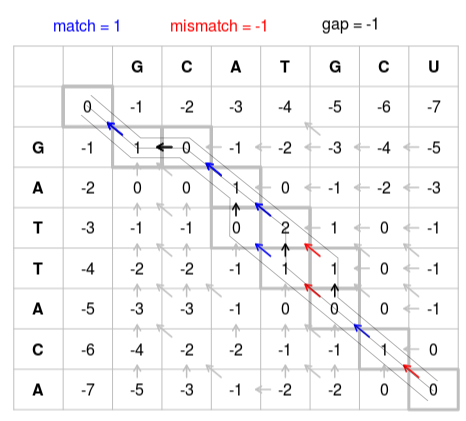 match = 1 mismatch = -1 gap = -1
G C A T G C U
0 -1 -2 -3 -4 -5 -6 -7
G -1 1 0 -1 -2 -3 -4 -5
A -2 0 0 1 0 -1 -2 -3
T -3 -1 -1 0 2 1 0 -1
T -4 -2 -2 -1 1 1 0 -1
A -5 -3 -3 -1 0 0 0 -1
C -6 -4 -2 -2 -1 -1 1 0
A -7 -5 -3 -1 -2 -2 0 0